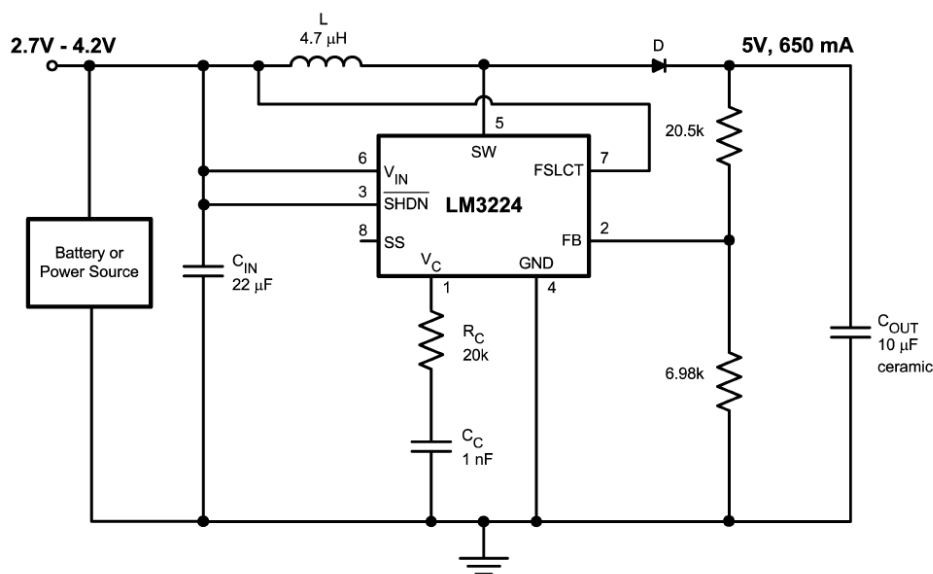 L
4.7 μH
2.7V - 4.2V
D
5V, 650 mA
5
SW
20.5k
6
V_IN
FSLCT
7
3
SHDN
LM3224
8
SS
FB
2
Battery or
Power Source
C_IN
22 μF
V_C
GND
1
4
R_C
20k
C_OUT
10 μF
ceramic
6.98k
C_C
1 nF